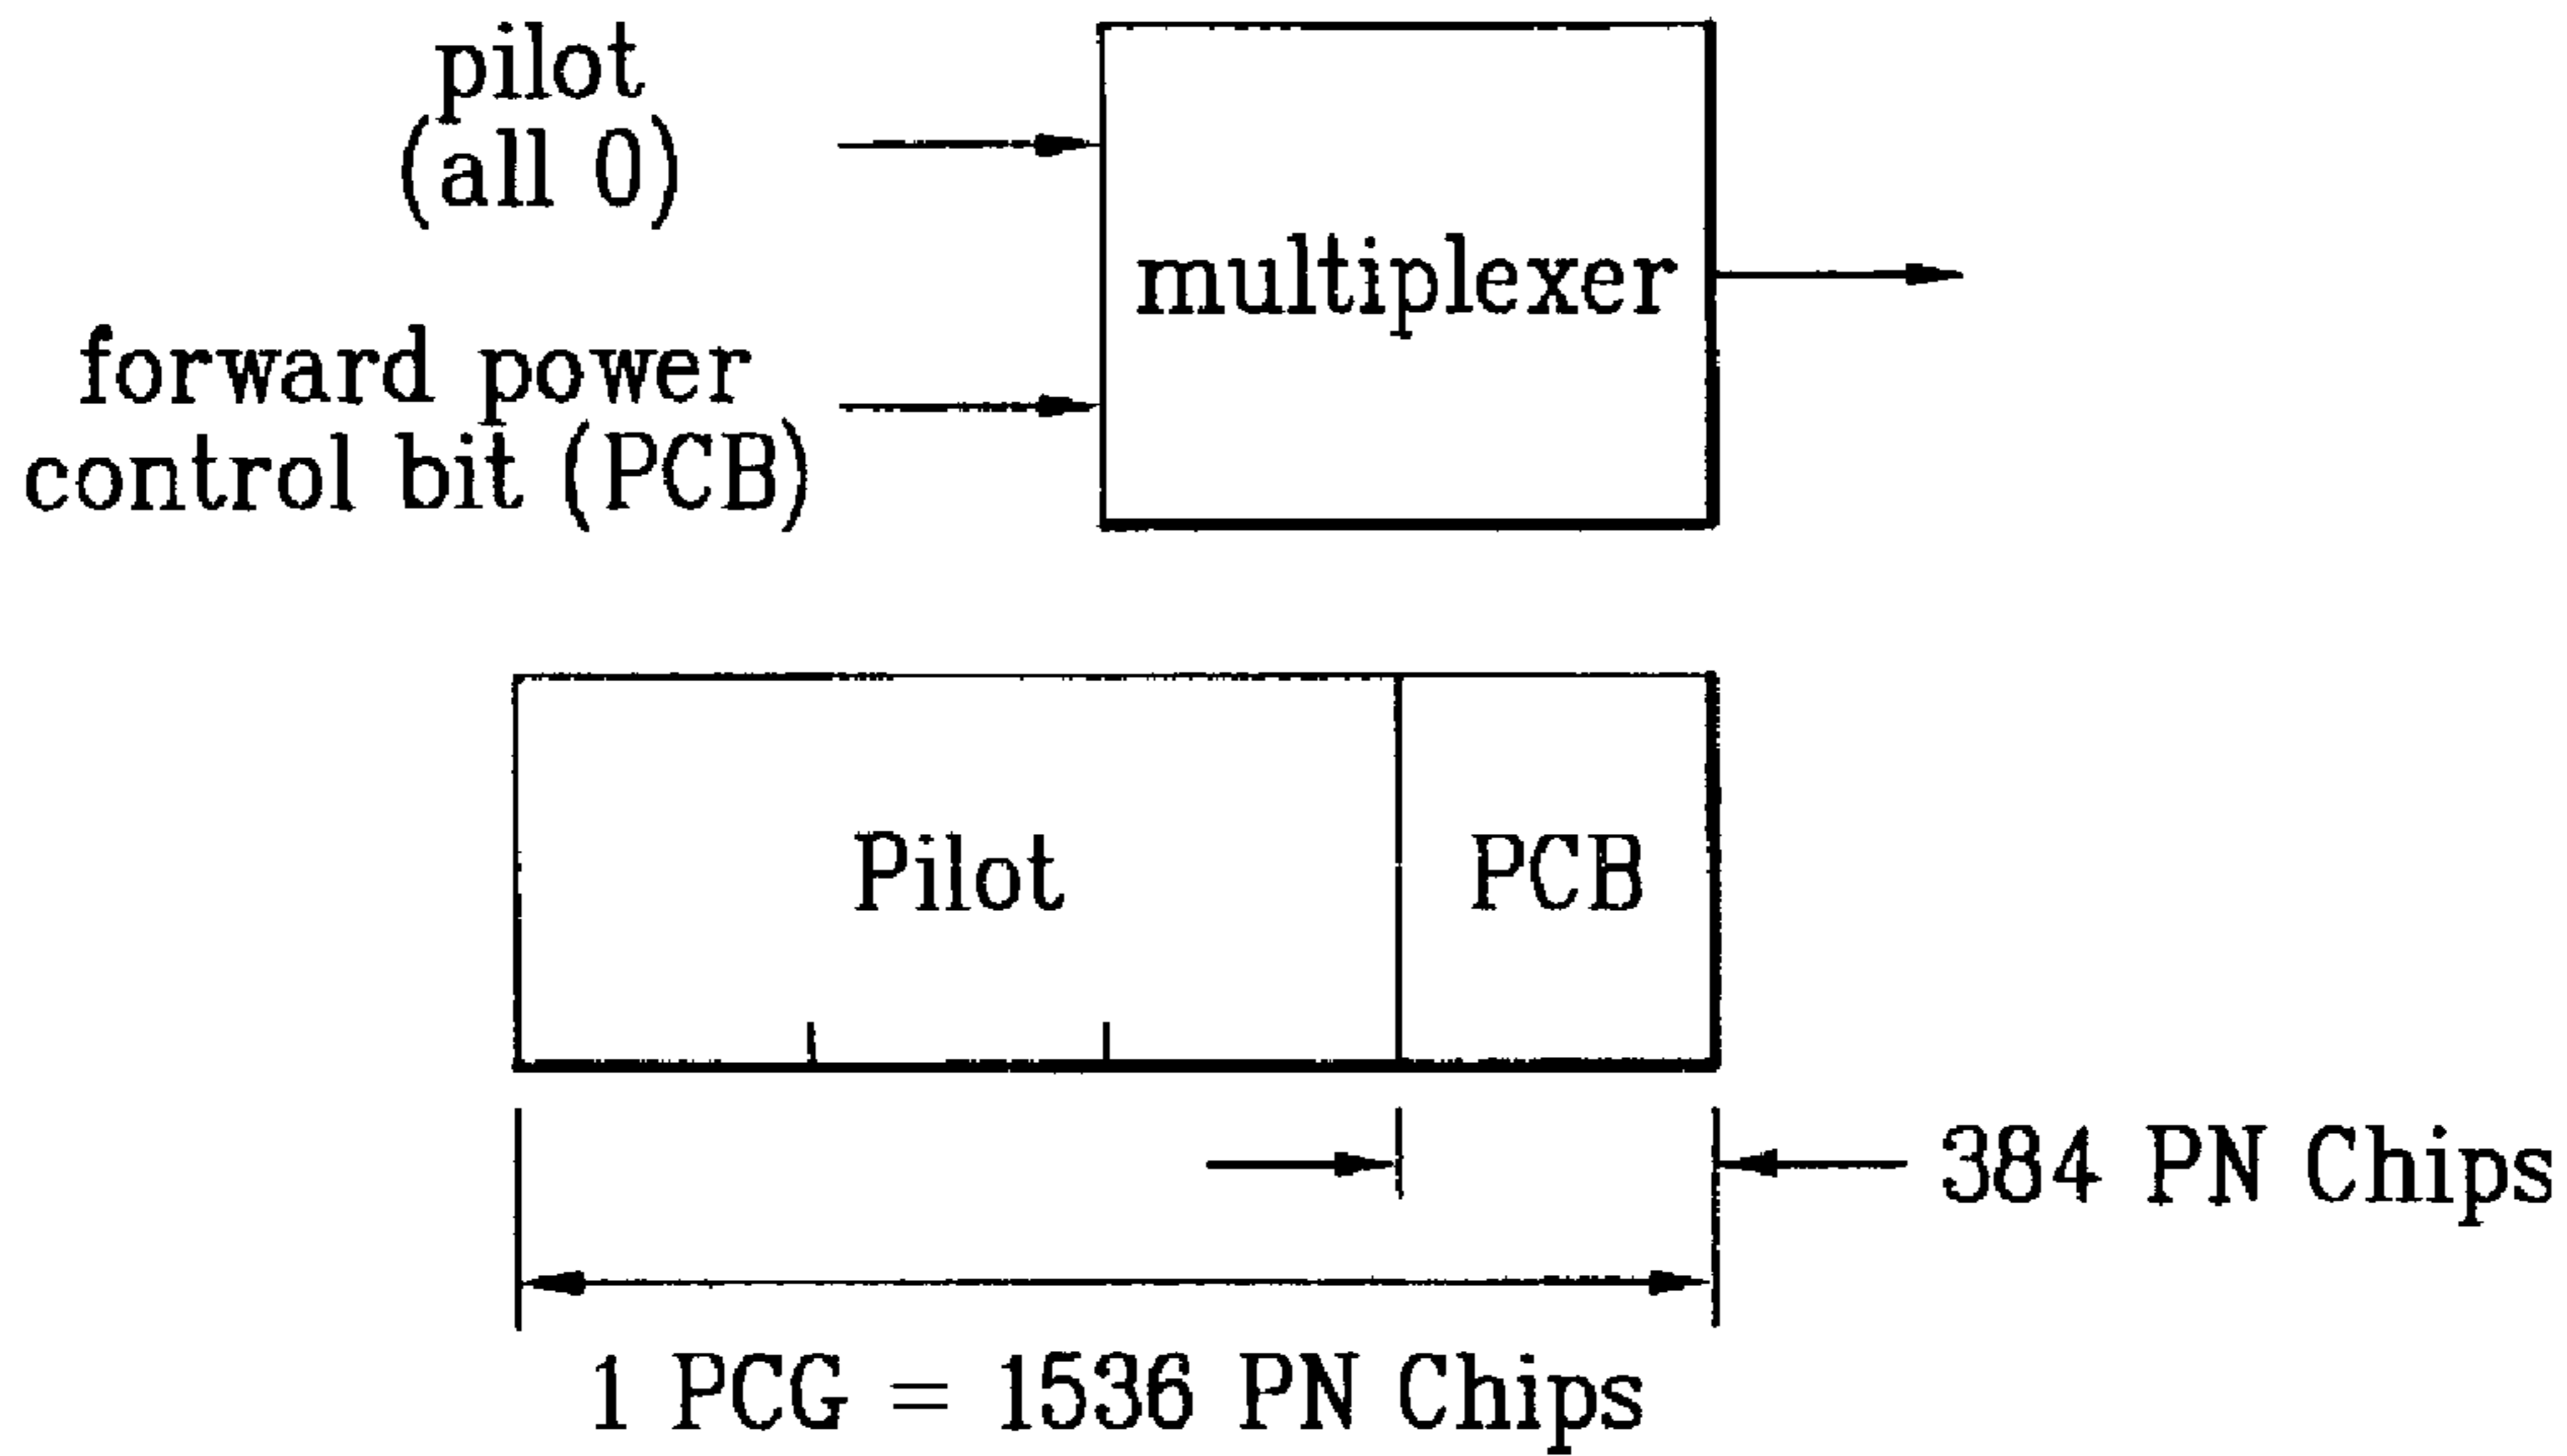 pilot
(all 0)
forward power
control bit (PCB)
multiplexer
Pilot
PCB
384 PN Chips
1 PCG = 1536 PN Chips